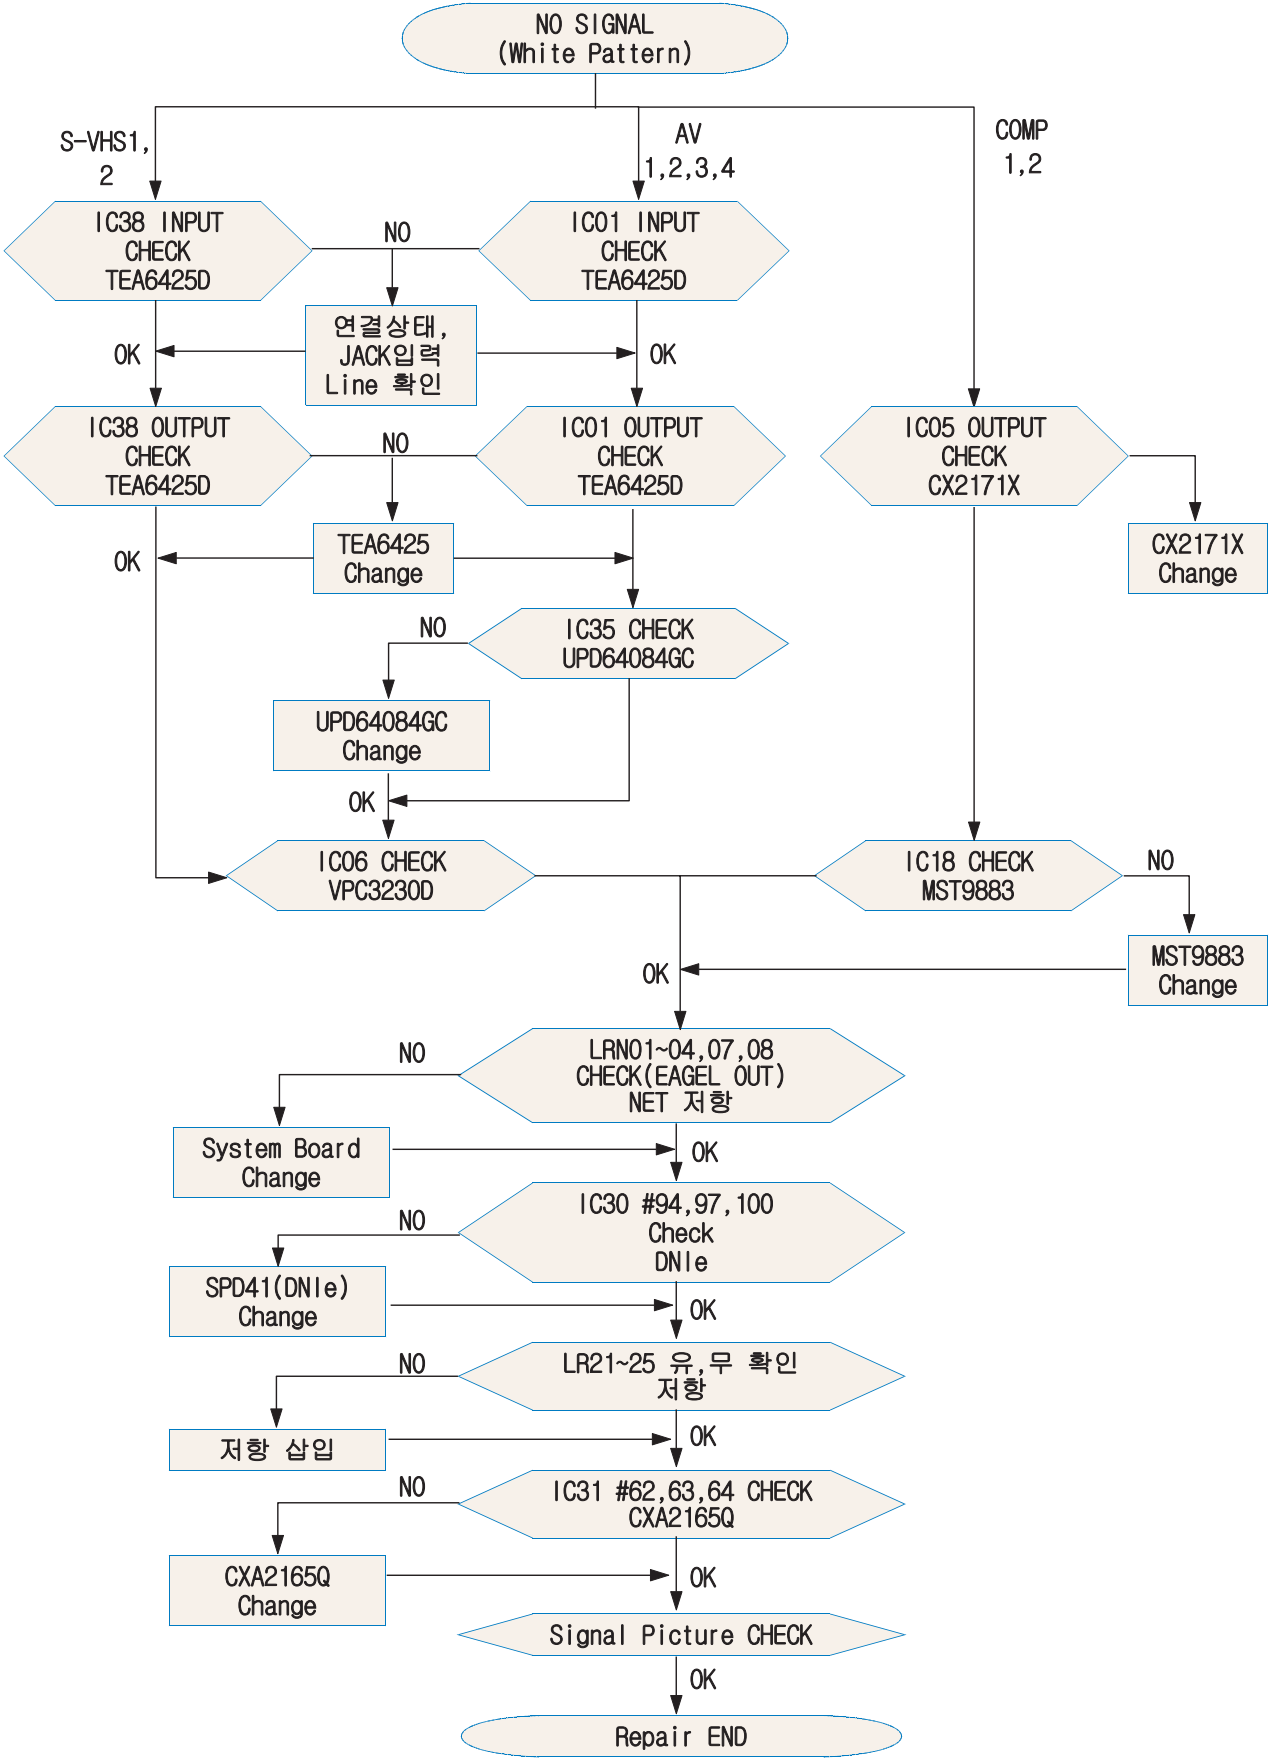 NO SIGNAL
(White Pattern)
S-VHS1,
2
AV
1,2,3,4
COMP
1,2
IC38 INPUT
CHECK
TEA6425D
NO
IC01 INPUT
CHECK
TEA6425D
연결상태,
JACK입력
Line 확인
OK
OK
IC38 OUTPUT
CHECK
TEA6425D
NO
IC01 OUTPUT
CHECK
TEA6425D
IC05 OUTPUT
CHECK
CX2171X
OK
TEA6425
Change
CX2171X
Change
NO
IC35 CHECK
UPD64084GC
UPD64084GC
Change
OK
IC06 CHECK
VPC3230D
IC18 CHECK
MST9883
NO
OK
MST9883
Change
NO
LRN01~04,07,08
CHECK(EAGEL OUT)
NET 저항
System Board
Change
OK
NO
IC30 #94,97,100
Check
DNIe
SPD41(DNIe)
Change
OK
NO
LR21~25 유,무 확인
저항
저항 삽입
OK
NO
IC31 #62,63,64 CHECK
CXA2165Q
CXA2165Q
Change
OK
Signal Picture CHECK
OK
Repair END